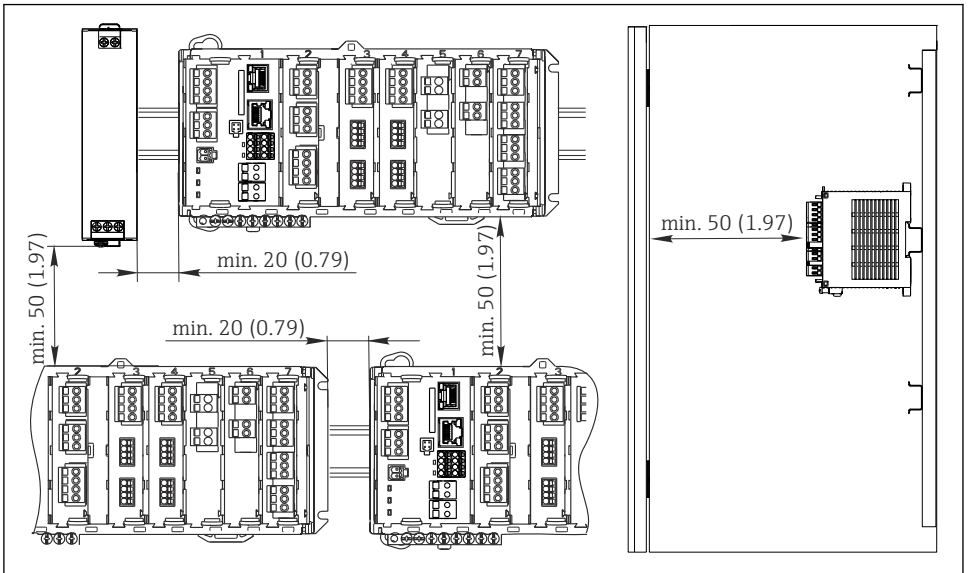 1 2 3 4 5 6 7
min. 50 (1.97)
min. 20 (0.79)
min. 50 (1.97)
min. 50 (1.97)
min. 20 (0.79)
2 3 4 5 6 7
1 2 3